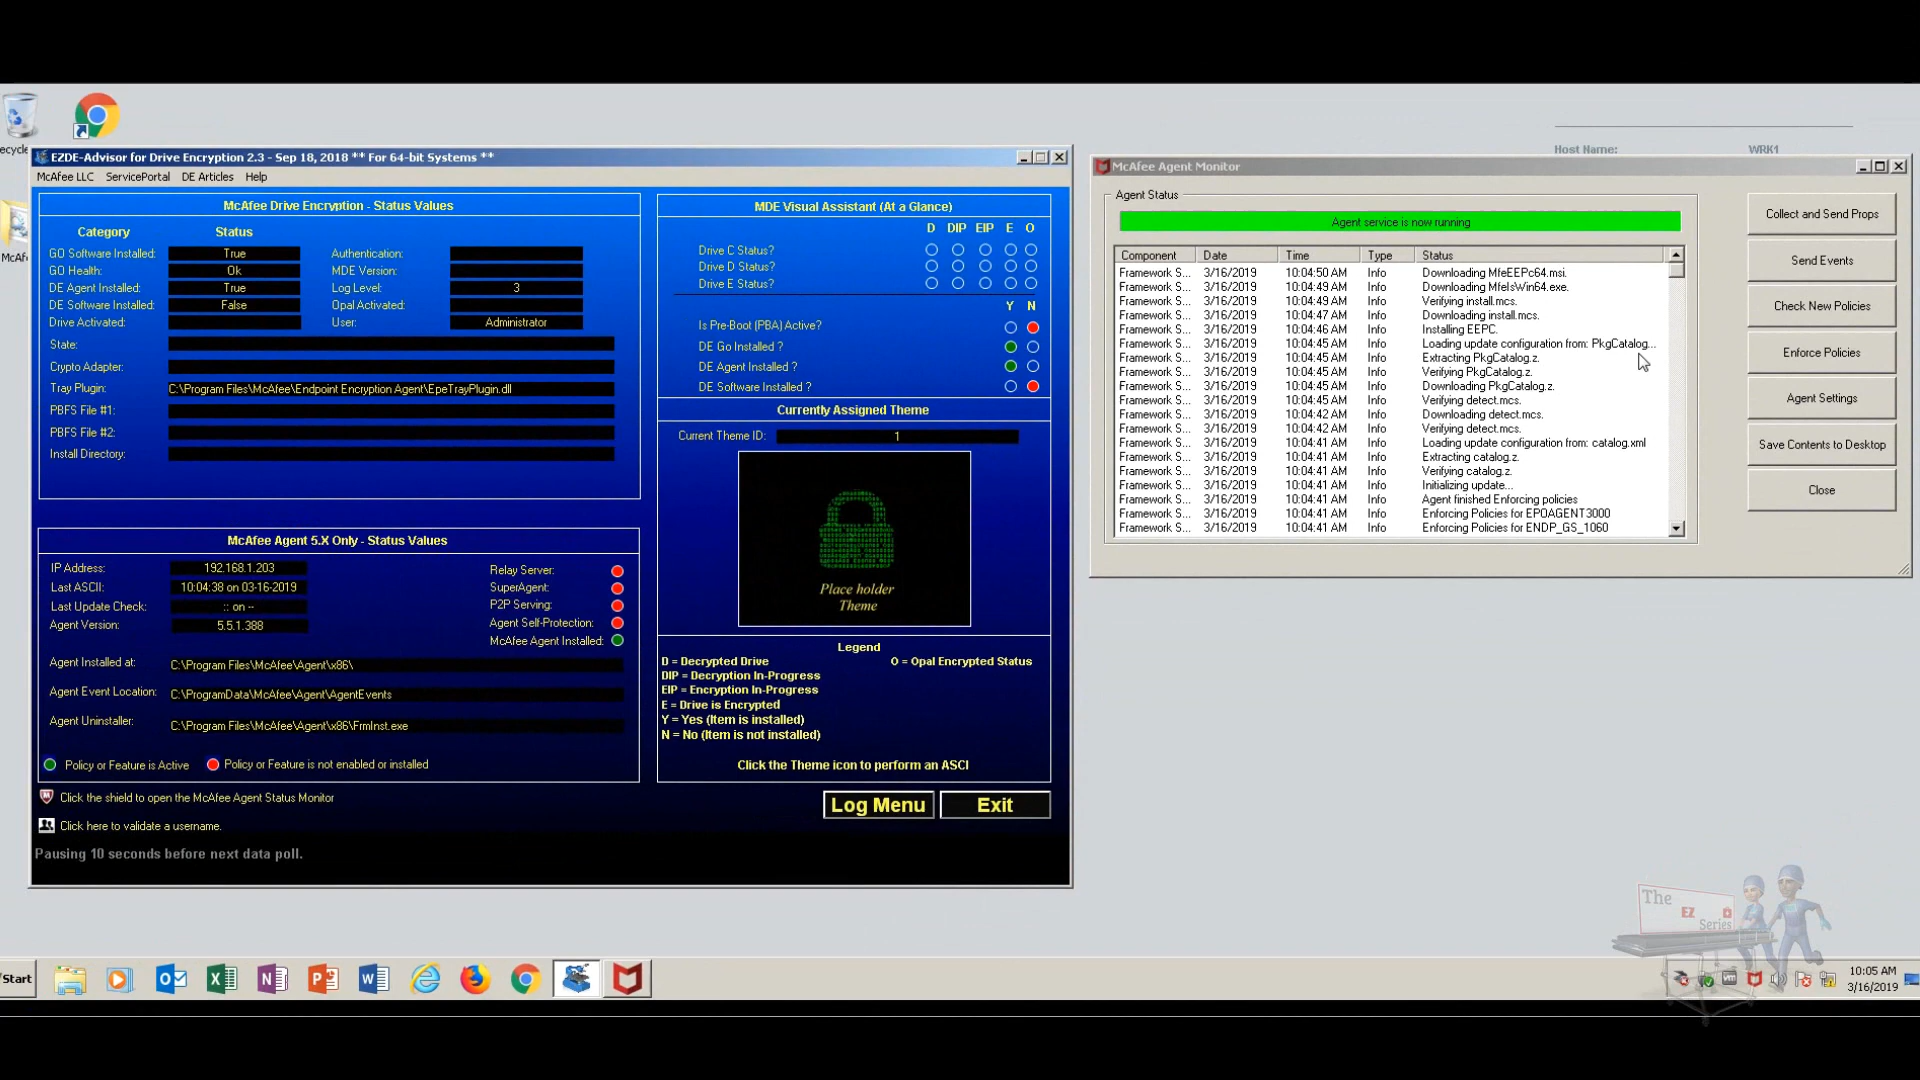 Host Name: WRK1
EZDE-Advisor for Drive Encryption 2.3 - Sep 18, 2018 ** For 64-bit Systems **
McAfee LLC ServicePortal DE Articles Help
McAfee Drive Encryption - Status Values
Category Status
GO Software Installed: True Authentication:
GO Health: Ok MDE Version:
DE Agent Installed: True Log Level: 3
DE Software Installed: False Opal Activated:
Drive Activated: User: Administrator
State:
Crypto Adapter:
Tray Plugin: C:\Program Files\McAfee\Endpoint Encryption Agent\EpeTrayPlugin.dll
PBFS File #1:
PBFS File #2:
Install Directory:
McAfee Agent 5.X Only - Status Values
IP Address: 192.168.1.203 Relay Server:
Last ASCII: 10:04:38 on 03-16-2019 SuperAgent:
Last Update Check: :: on -- P2P Serving:
Agent Version: 5.5.1.388 Agent Self-Protection:
McAfee Agent Installed:
Agent Installed at: C:\Program Files\McAfee\Agent\x86\
Agent Event Location: C:\ProgramData\McAfee\Agent\AgentEvents
Agent Uninstaller: C:\Program Files\McAfee\Agent\x86\FrmInst.exe
Policy or Feature is Active Policy or Feature is not enabled or installed
Click the shield to open the McAfee Agent Status Monitor
Click here to validate a username.
Pausing 10 seconds before next data poll.
MDE Visual Assistant (At a Glance)
D DIP EIP E O
Drive C Status?
Drive D Status?
Drive E Status?
Y N
Is Pre-Boot (PBA) Active?
DE Go Installed ?
DE Agent Installed ?
DE Software Installed ?
Currently Assigned Theme
Current Theme ID: 1
Place holder
Theme
Legend
D = Decrypted Drive O = Opal Encrypted Status
DIP = Decryption In-Progress
EIP = Encryption In-Progress
E = Drive is Encrypted
Y = Yes (Item is installed)
N = No (Item is not installed)
Click the Theme icon to perform an ASCI
Log Menu Exit
McAfee Agent Monitor
Agent Status
Agent service is now running
Component Date Time Type Status
Framework S... 3/16/2019 10:04:50 AM Info Downloading MfeEEPc64.msi.
Framework S... 3/16/2019 10:04:49 AM Info Downloading MfeIsWin64.exe.
Framework S... 3/16/2019 10:04:49 AM Info Verifying install.mcs.
Framework S... 3/16/2019 10:04:47 AM Info Downloading install.mcs.
Framework S... 3/16/2019 10:04:46 AM Info Installing EEPC.
Framework S... 3/16/2019 10:04:45 AM Info Loading update configuration from: PkgCatalog...
Framework S... 3/16/2019 10:04:45 AM Info Extracting PkgCatalog.z.
Framework S... 3/16/2019 10:04:45 AM Info Verifying PkgCatalog.z.
Framework S... 3/16/2019 10:04:45 AM Info Downloading PkgCatalog.z.
Framework S... 3/16/2019 10:04:45 AM Info Verifying detect.mcs.
Framework S... 3/16/2019 10:04:42 AM Info Downloading detect.mcs.
Framework S... 3/16/2019 10:04:42 AM Info Verifying detect.mcs.
Framework S... 3/16/2019 10:04:42 AM Info Loading update configuration from: catalog.xml
Framework S... 3/16/2019 10:04:41 AM Info Extracting catalog.z.
Framework S... 3/16/2019 10:04:41 AM Info Verifying catalog.z.
Framework S... 3/16/2019 10:04:41 AM Info Initializing update...
Framework S... 3/16/2019 10:04:41 AM Info Agent finished Enforcing policies
Framework S... 3/16/2019 10:04:41 AM Info Enforcing Policies for EPOAGENT3000
Framework S... 3/16/2019 10:04:41 AM Info Enforcing Policies for ENDP_GS_1060
Collect and Send Props
Send Events
Check New Policies
Enforce Policies
Agent Settings
Save Contents to Desktop
Close
The
EZ
Series
Start
10:05 AM
3/16/2019